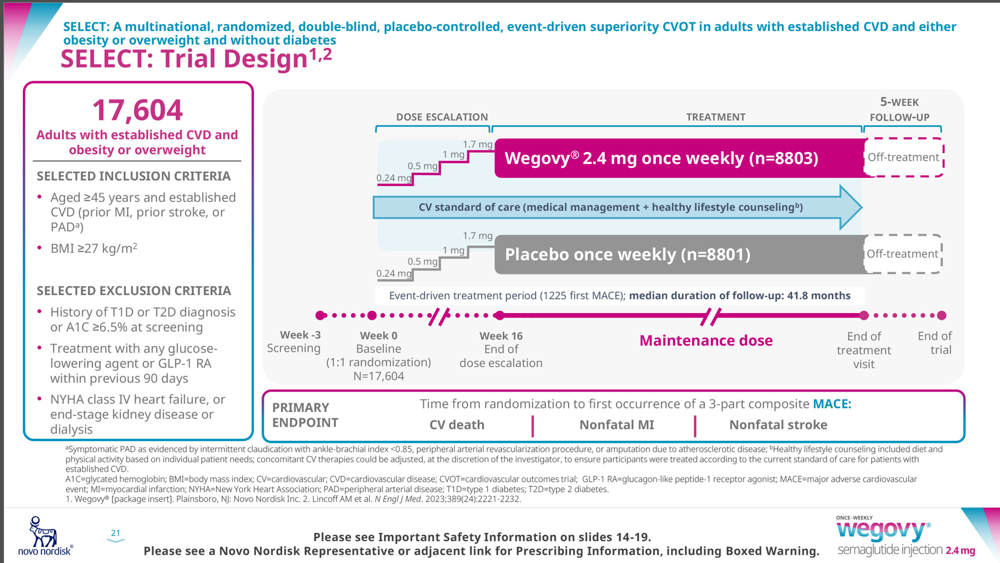 SELECT: A multinational, randomized, double-blind, placebo-controlled, event-driven superiority CVOT in adults with established CVD and either
obesity or overweight and without diabetes
SELECT: Trial Design1,2
17,604
Adults with established CVD and
obesity or overweight
SELECTED INCLUSION CRITERIA
• Aged ≥45 years and established
CVD (prior MI, prior stroke, or
PADᵃ)
• BMI ≥27 kg/m²
SELECTED EXCLUSION CRITERIA
• History of T1D or T2D diagnosis
or A1C ≥6.5% at screening
• Treatment with any glucose-
lowering agent or GLP-1 RA
within previous 90 days
• NYHA class IV heart failure, or
end-stage kidney disease or
dialysis
DOSE ESCALATION
TREATMENT
5-WEEK
FOLLOW-UP
0.24 mg
0.5 mg
1 mg
1.7 mg
Wegovy® 2.4 mg once weekly (n=8803)
Off-treatment
CV standard of care (medical management + healthy lifestyle counselingᵇ)
0.24 mg
0.5 mg
1 mg
1.7 mg
Placebo once weekly (n=8801)
Off-treatment
Event-driven treatment period (1225 first MACE); median duration of follow-up: 41.8 months
Week -3
Screening
Week 0
Baseline
(1:1 randomization)
N=17,604
Week 16
End of
dose escalation
Maintenance dose
End of
treatment
visit
End of
trial
PRIMARY
ENDPOINT
Time from randomization to first occurrence of a 3-part composite MACE:
CV death
Nonfatal MI
Nonfatal stroke
ᵃSymptomatic PAD as evidenced by intermittent claudication with ankle-brachial index <0.85, peripheral arterial revascularization procedure, or amputation due to atherosclerotic disease; ᵇHealthy lifestyle counseling included diet and
physical activity based on individual patient needs; concomitant CV therapies could be adjusted, at the discretion of the investigator, to ensure participants were treated according to the current standard of care for patients with
established CVD.
A1C=glycated hemoglobin; BMI=body mass index; CV=cardiovascular; CVD=cardiovascular disease; CVOT=cardiovascular outcomes trial; GLP-1 RA=glucagon-like peptide-1 receptor agonist; MACE=major adverse cardiovascular
event; MI=myocardial infarction; NYHA=New York Heart Association; PAD=peripheral arterial disease; T1D=type 1 diabetes; T2D=type 2 diabetes.
1. Wegovy® [package insert]. Plainsboro, NJ: Novo Nordisk Inc. 2. Lincoff AM et al. N Engl J Med. 2023;389(24):2221-2232.
novo nordisk®
21
Please see Important Safety Information on slides 14-19.
Please see a Novo Nordisk Representative or adjacent link for Prescribing Information, including Boxed Warning.
ONCE-WEEKLY
wegovy®
semaglutide injection 2.4 mg